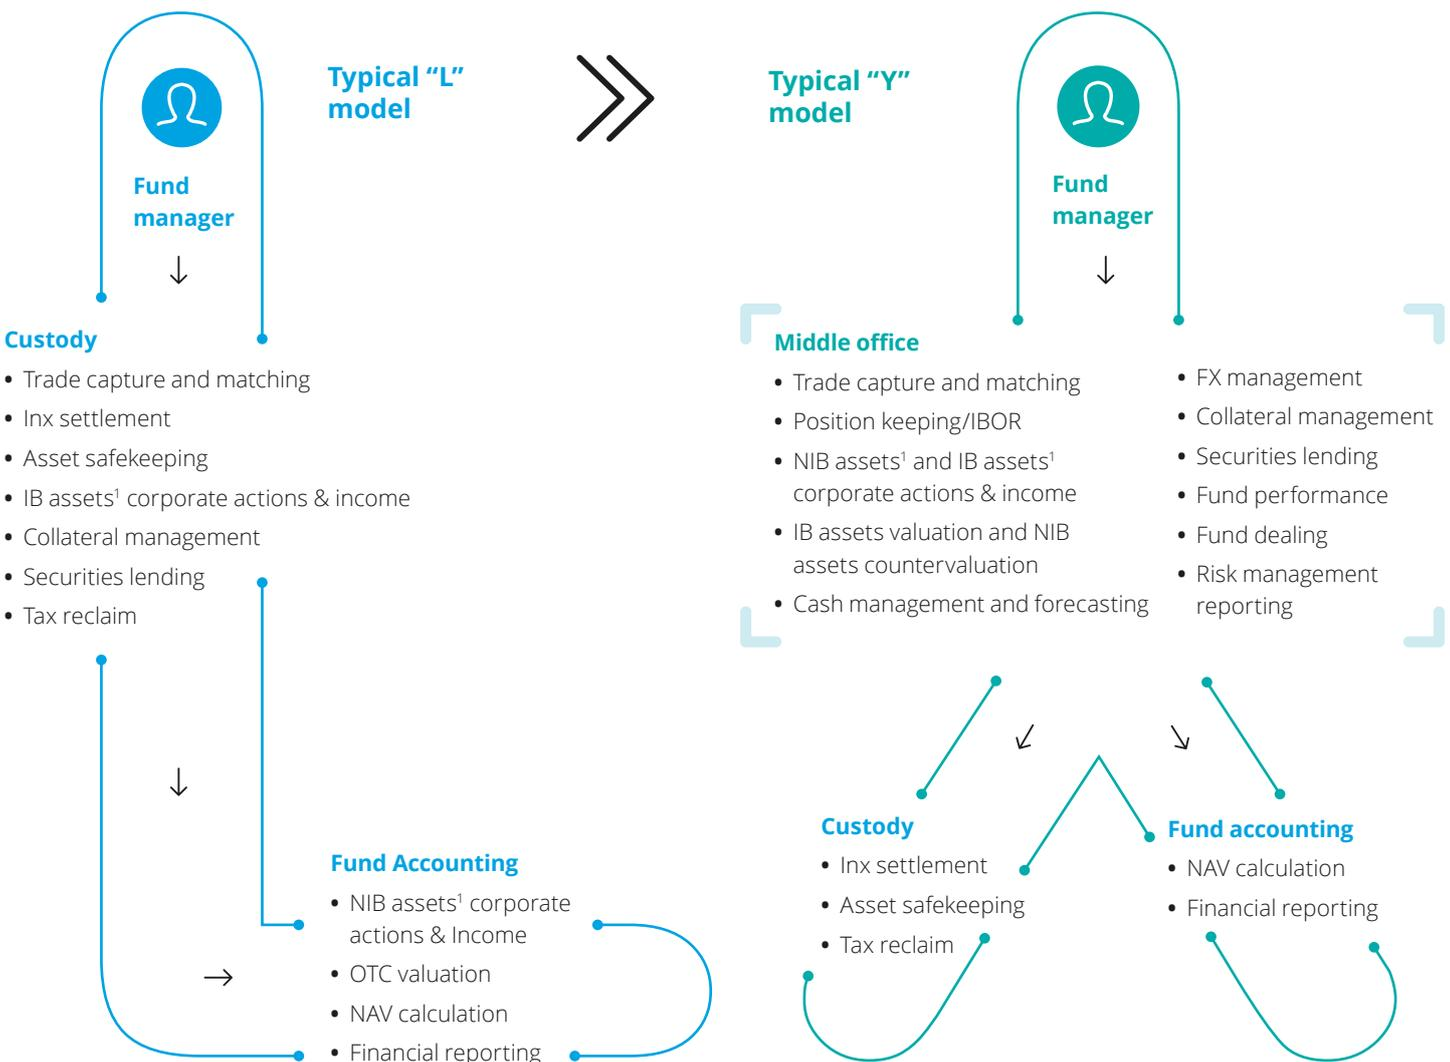 Typical “L”
model
Fund
manager
Custody
• Trade capture and matching
• Inx settlement
• Asset safekeeping
• IB assets¹ corporate actions & income
• Collateral management
• Securities lending
• Tax reclaim
Fund Accounting
• NIB assets¹ corporate
actions & Income
• OTC valuation
• NAV calculation
• Financial reporting
Typical “Y”
model
Fund
manager
Middle office
• Trade capture and matching
• Position keeping/IBOR
• NIB assets¹ and IB assets¹
corporate actions & income
• IB assets valuation and NIB
assets countervaluation
• Cash management and forecasting
• FX management
• Collateral management
• Securities lending
• Fund performance
• Fund dealing
• Risk management
reporting
Custody
• Inx settlement
• Asset safekeeping
• Tax reclaim
Fund accounting
• NAV calculation
• Financial reporting